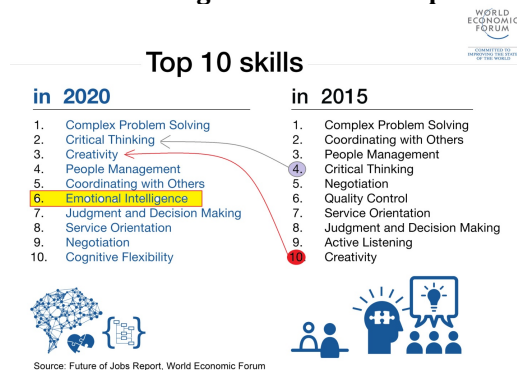 WORLD
ECONOMIC
FORUM
COMMITTED TO
IMPROVING THE STATE
OF THE WORLD
Top 10 skills
in 2020
1. Complex Problem Solving
2. Critical Thinking
3. Creativity
4. People Management
5. Coordinating with Others
6. Emotional Intelligence
7. Judgment and Decision Making
8. Service Orientation
9. Negotiation
10. Cognitive Flexibility
in 2015
1. Complex Problem Solving
2. Coordinating with Others
3. People Management
4. Critical Thinking
5. Negotiation
6. Quality Control
7. Service Orientation
8. Judgment and Decision Making
9. Active Listening
10. Creativity
Source: Future of Jobs Report, World Economic Forum